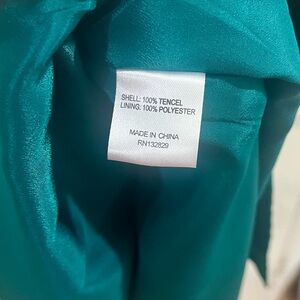 SHELL: 100% TENCEL
LINING: 100% POLYESTER
MADE IN CHINA
RN132829